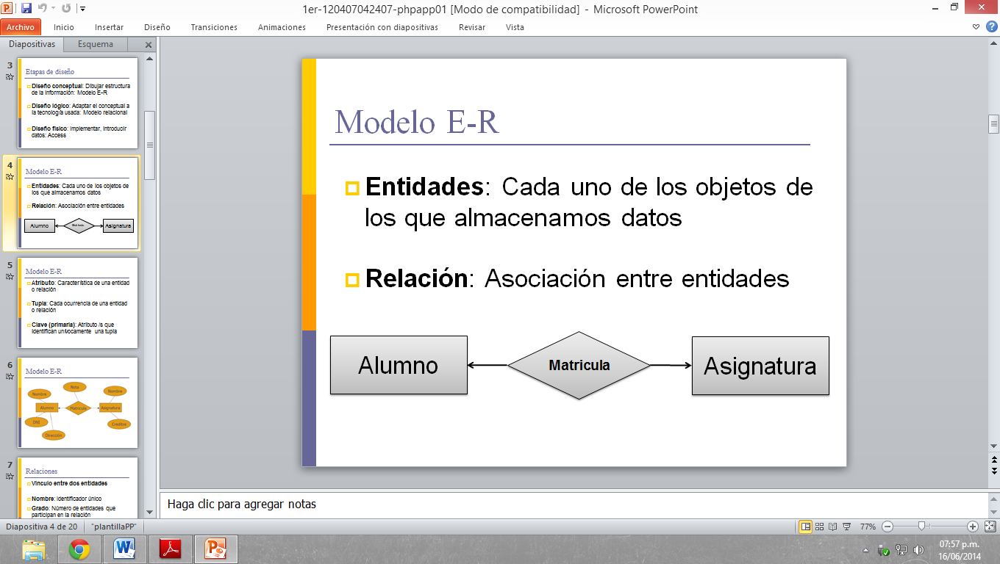 1er-120407042407-phpapp01 [Modo de compatibilidad] - Microsoft PowerPoint
Archivo Inicio Insertar Diseño Transiciones Animaciones Presentación con diapositivas Revisar Vista
Diapositivas Esquema
3
Etapas de diseño
Diseño conceptual: Dibujar estructura
de la información: Modelo E-R
Diseño lógico: Adaptar el conceptual a
la tecnología usada: Modelo relacional
Diseño físico: Implementar, introducir
datos: Access
4
Modelo E-R
Entidades: Cada uno de los objetos de
los que almacenamos datos
Relación: Asociación entre entidades
Alumno Matricula Asignatura
5
Modelo E-R
Atributo: Característica de una entidad
o relación
Tupla: Cada ocurrencia de una entidad
o relación
Clave (primaria): Atributo /s que
identifican unívocamente una tupla
6
Modelo E-R
Nota
Nombre Nombre
Alumno Matricula Asignatura
DNI Creditos
Dirección
7
Relaciones
Vínculo entre dos entidades
Nombre: Identificador único
Grado: Número de entidades que
participan en la relación
Modelo E-R
Entidades: Cada uno de los objetos de
los que almacenamos datos
Relación: Asociación entre entidades
Alumno Matricula Asignatura
Haga clic para agregar notas
Diapositiva 4 de 20 "plantillaPP" 77%
07:57 p.m.
16/06/2014